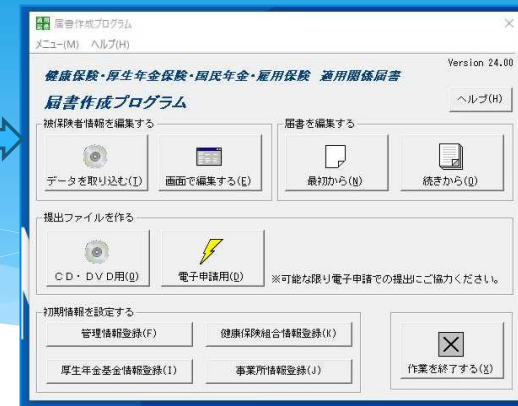 届書作成プログラム
メニュー(M) ヘルプ(H)
Version 24.00
健康保険・厚生年金保険・国民年金・雇用保険 適用関係届書
届書作成プログラム
ヘルプ(H)
被保険者情報を編集する
データを取り込む(T)
画面で編集する(E)
届書を編集する
最初から(N)
続きから(O)
提出ファイルを作る
CD・DVD用(Q)
電子申請用(D)
※可能な限り電子申請での提出にご協力ください。
初期情報を設定する
管理情報登録(F)
健康保険組合情報登録(K)
厚生年金基金情報登録(I)
事業所情報登録(J)
作業を終了する(X)